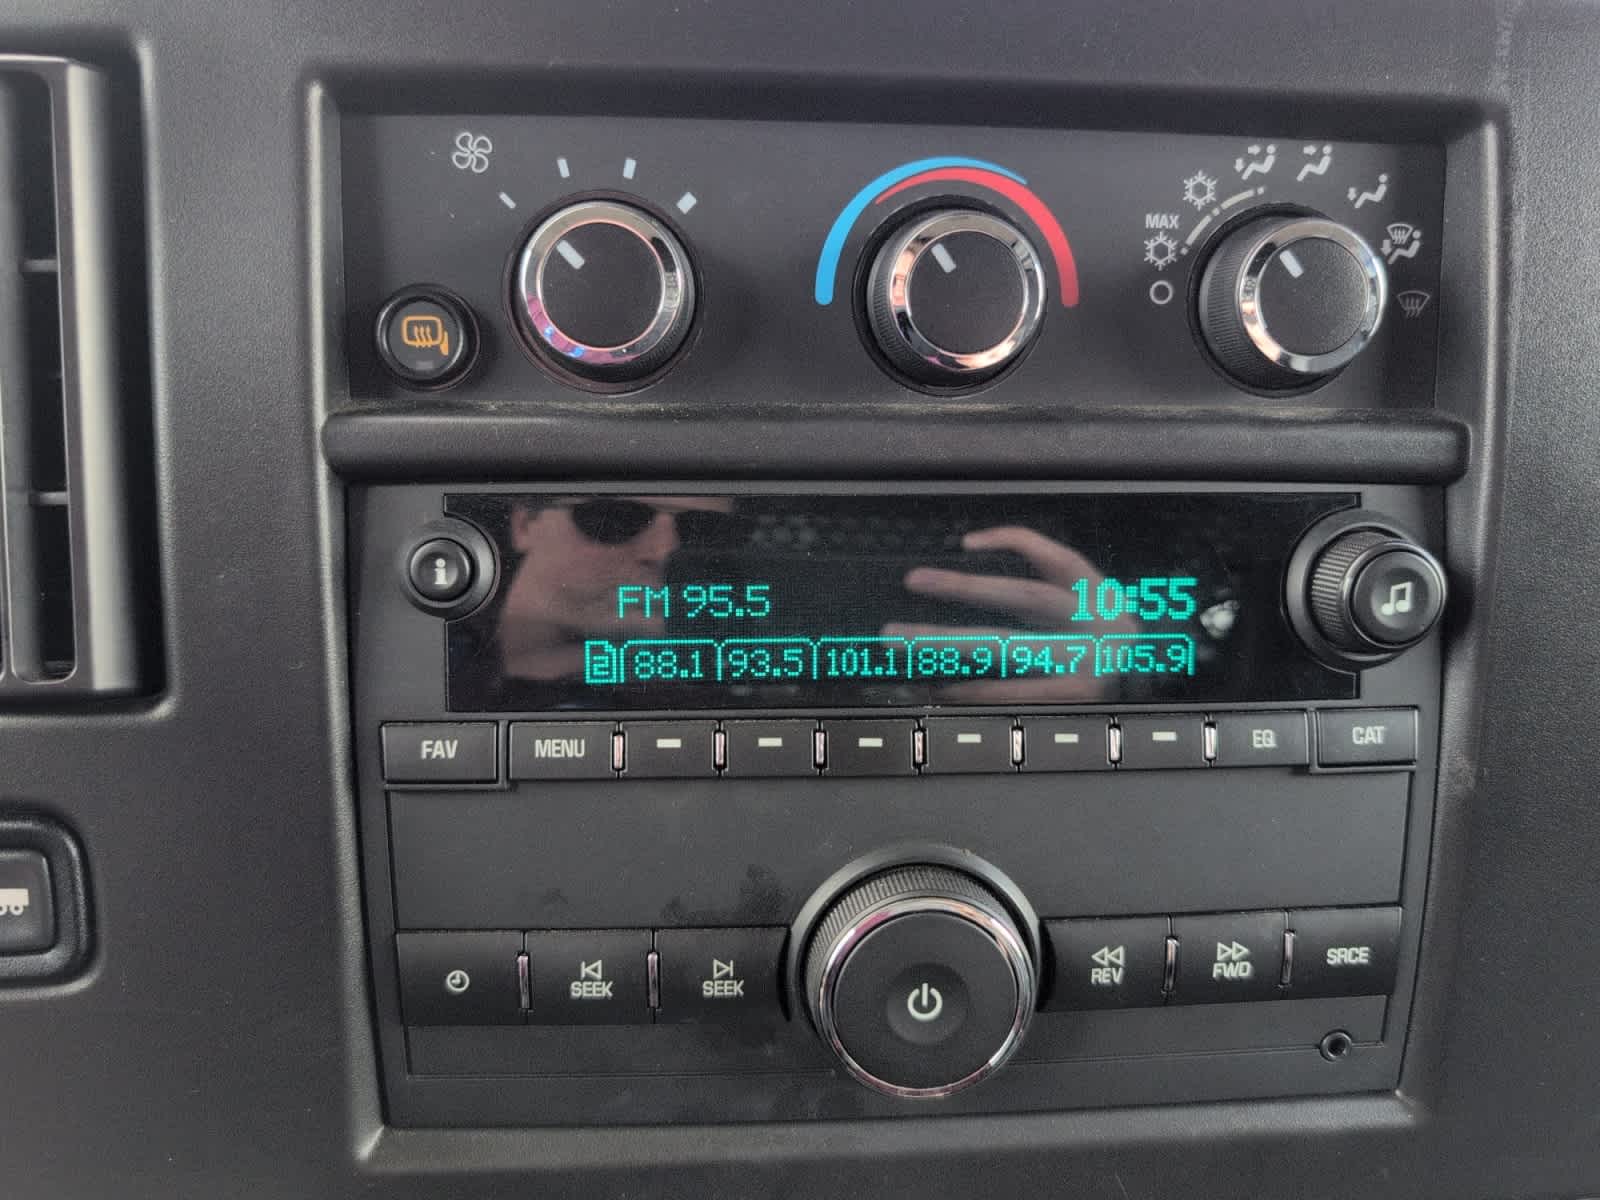 MAX
i
FM 95.5 10:55
2 88.1 93.5 101.1 88.9 94.7 105.9
FAV MENU EQ CAT
SEEK SEEK REV FWD SRCE